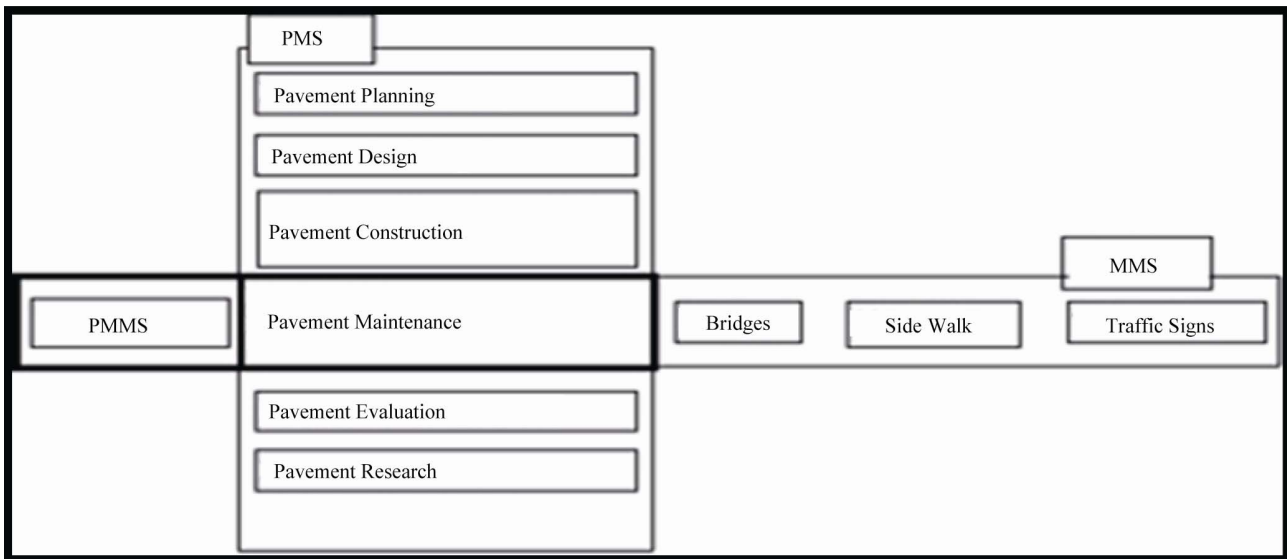 PMS
Pavement Planning
Pavement Design
Pavement Construction
MMS
PMMS
Pavement Maintenance
Bridges
Side Walk
Traffic Signs
Pavement Evaluation
Pavement Research